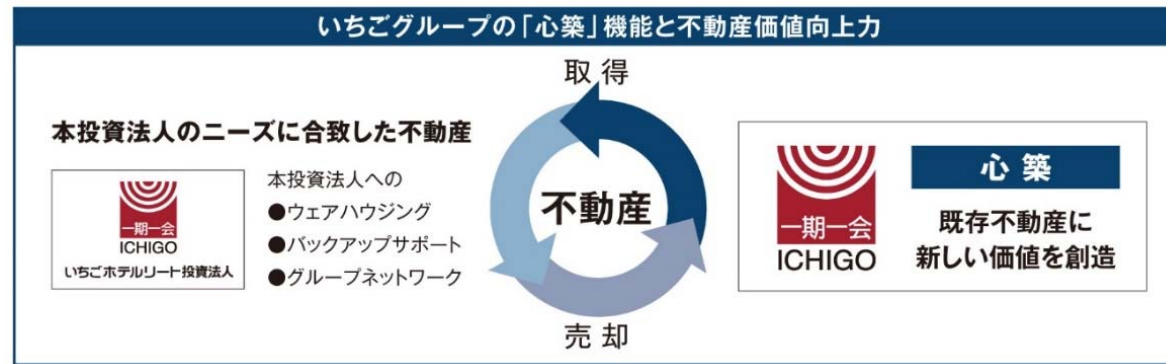 いちごグループの「心築」機能と不動産価値向上力
取得
本投資法人のニーズに合致した不動産
一期一会
ICHIGO
いちごホテルリート投資法人
本投資法人への
●ウェアハウジング
●バックアップサポート
●グループネットワーク
不動産
売却
一期一会
ICHIGO
心築
既存不動産に
新しい価値を創造